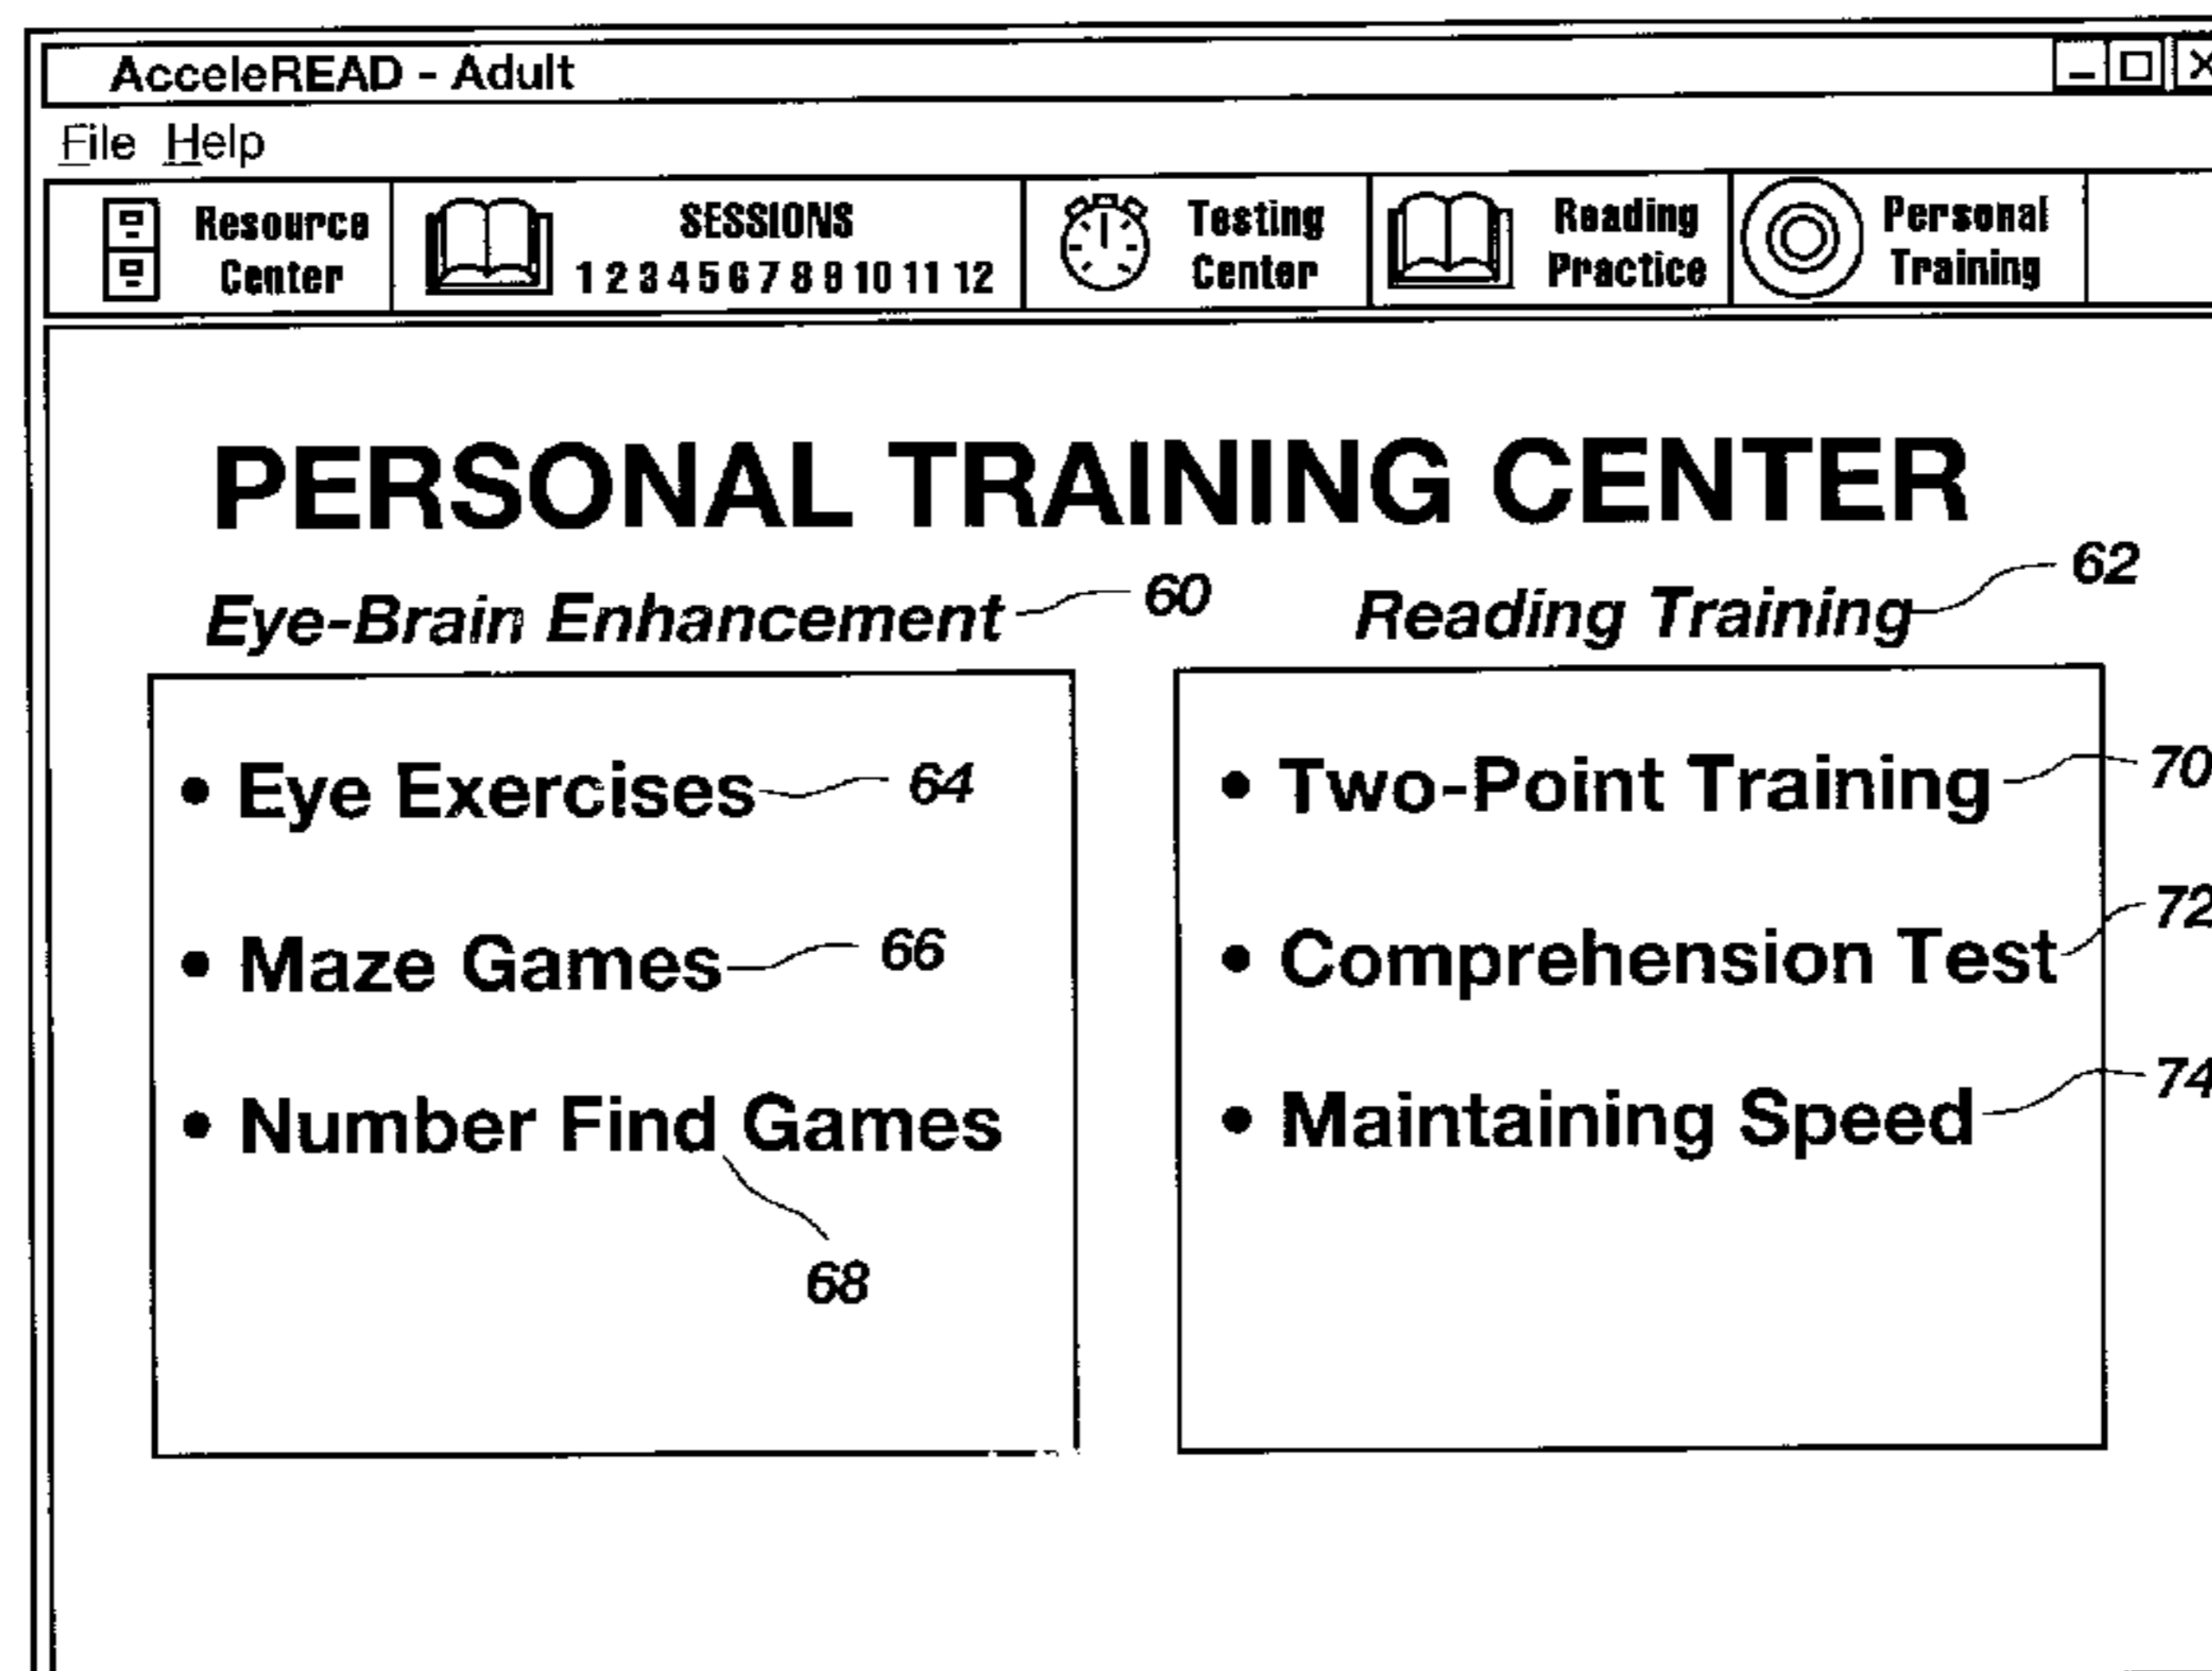 AcceleREAD - Adult
File Help
Resource Center
SESSIONS
1 2 3 4 5 6 7 8 9 10 11 12
Testing Center
Reading Practice
Personal Training
PERSONAL TRAINING CENTER
Eye-Brain Enhancement 60
Reading Training 62
• Eye Exercises 64
• Maze Games 66
• Number Find Games
68
• Two-Point Training 70
• Comprehension Test 72
• Maintaining Speed 74